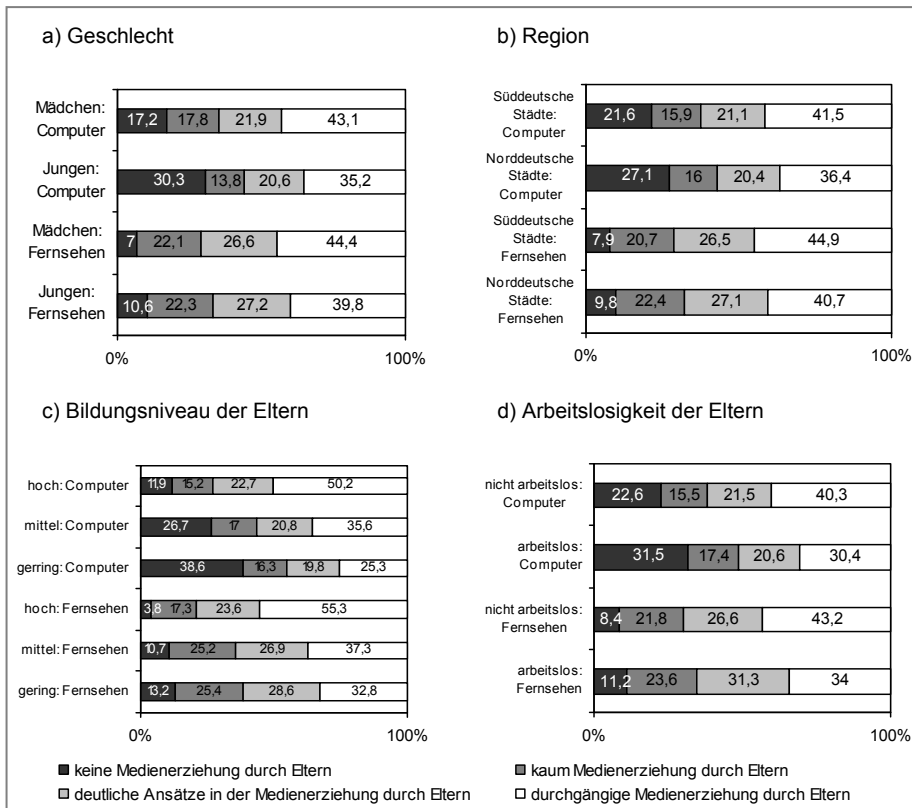 a) Geschlecht
Mädchen:
Computer
17,2 17,8 21,9 43,1
Jungen:
Computer
30,3 13,8 20,6 35,2
Mädchen:
Fernsehen
7 22,1 26,6 44,4
Jungen:
Fernsehen
10,6 22,3 27,2 39,8
0% 100%
b) Region
Süddeutsche
Städte:
Computer
21,6 15,9 21,1 41,5
Norddeutsche
Städte:
Computer
27,1 16 20,4 36,4
Süddeutsche
Städte:
Fernsehen
7,9 20,7 26,5 44,9
Norddeutsche
Städte:
Fernsehen
9,8 22,4 27,1 40,7
0% 100%
c) Bildungsniveau der Eltern
hoch: Computer
11,9 15,2 22,7 50,2
mittel: Computer
26,7 17 20,8 35,6
gerring: Computer
38,6 16,3 19,8 25,3
hoch: Fernsehen
3,8 17,3 23,6 55,3
mittel: Fernsehen
10,7 25,2 26,9 37,3
gering: Fernsehen
13,2 25,4 28,6 32,8
0% 100%
d) Arbeitslosigkeit der Eltern
nicht arbeitslos:
Computer
22,6 15,5 21,5 40,3
arbeitslos:
Computer
31,5 17,4 20,6 30,4
nicht arbeitslos:
Fernsehen
8,4 21,8 26,6 43,2
arbeitslos:
Fernsehen
11,2 23,6 31,3 34
0% 100%
keine Medienerziehung durch Eltern
kaum Medienerziehung durch Eltern
deutliche Ansätze in der Medienerziehung durch Eltern
durchgängige Medienerziehung durch Eltern